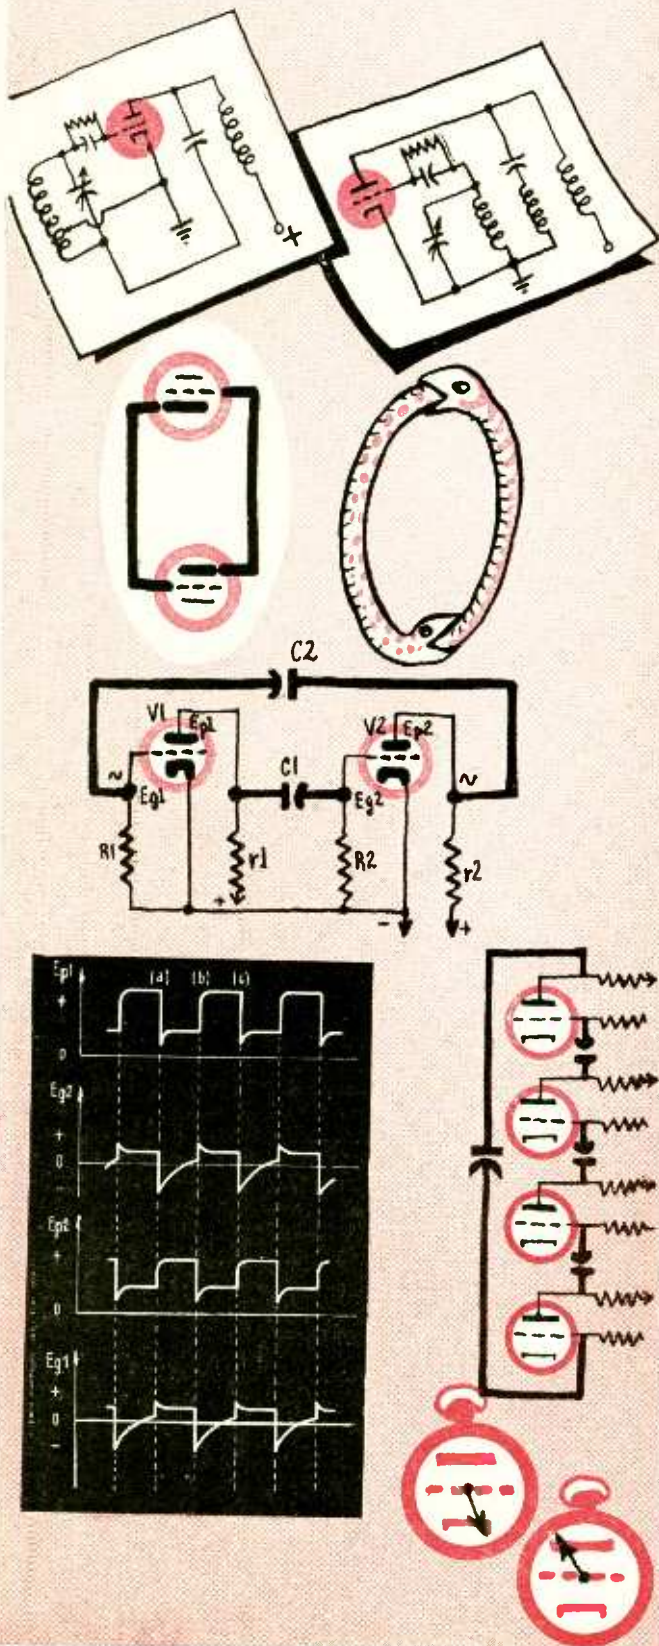 +
C2
V1 Ep1 V2 Ep2
C1
~ Eg1 Eg2 ~
R1 r1 R2 r2
+ - +
Ep1 (a) (b) (c)
+
0
Eg2
+
0
-
Ep2
+
0
Eg1
+
0
-